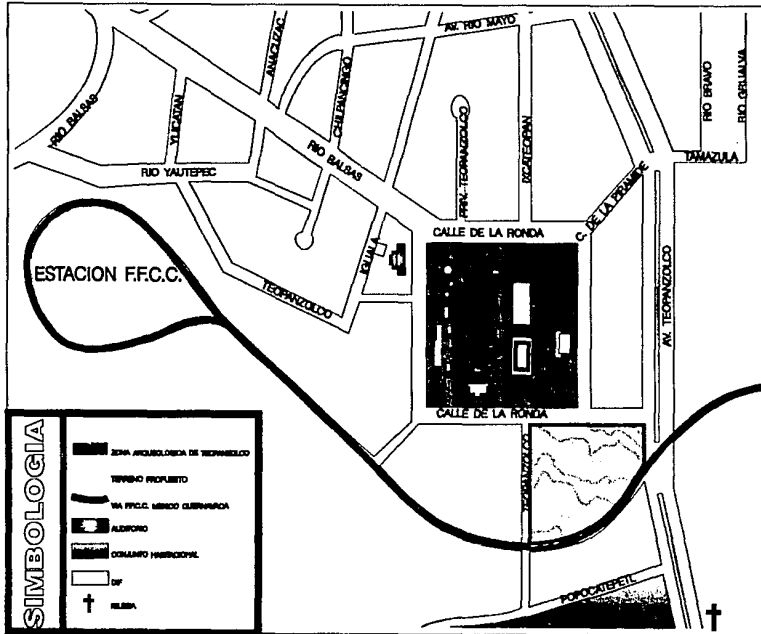 AV. RIO MAYO
ANACUZAC
CHILPANCINGO
RIO BALSAS
YUCATAN
RIO BRAVO
RIO GRIJALVA
RIO BALSAS
PRIV. TEOPANZOLCO
IXCATEOPAN
TAMAZULA
RIO YAUTEPEC
C. DE LA PIRAMIDE
CALLE DE LA RONDA
IGUALA
ESTACION F.F.C.C.
TEOPANZOLCO
AV. TEOPANZOLCO
CALLE DE LA RONDA
TEOPANZOLCO
POPOCATEPETL
SIMBOLOGIA
ZONA ARQUEOLOGICA DE TEOPANZOLCO
TERRENO PROPUESTO
VIA FF.C.C. MEXICO CUERNAVACA
AUDITORIO
CONJUNTO HABITACIONAL
DIF
IGLESIA